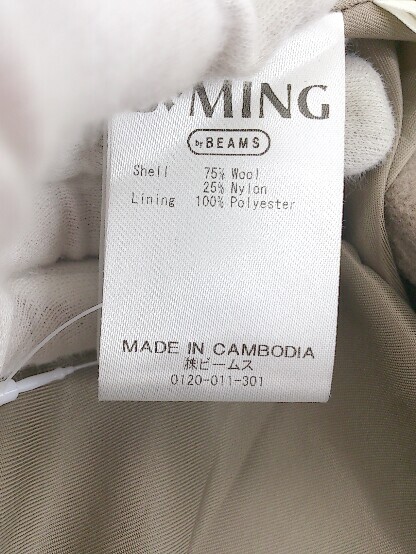 MING
by BEAMS
Shell 75% Wool
25% Nylon
Lining 100% Polyester
MADE IN CAMBODIA
㈱ビームス
0120-011-301